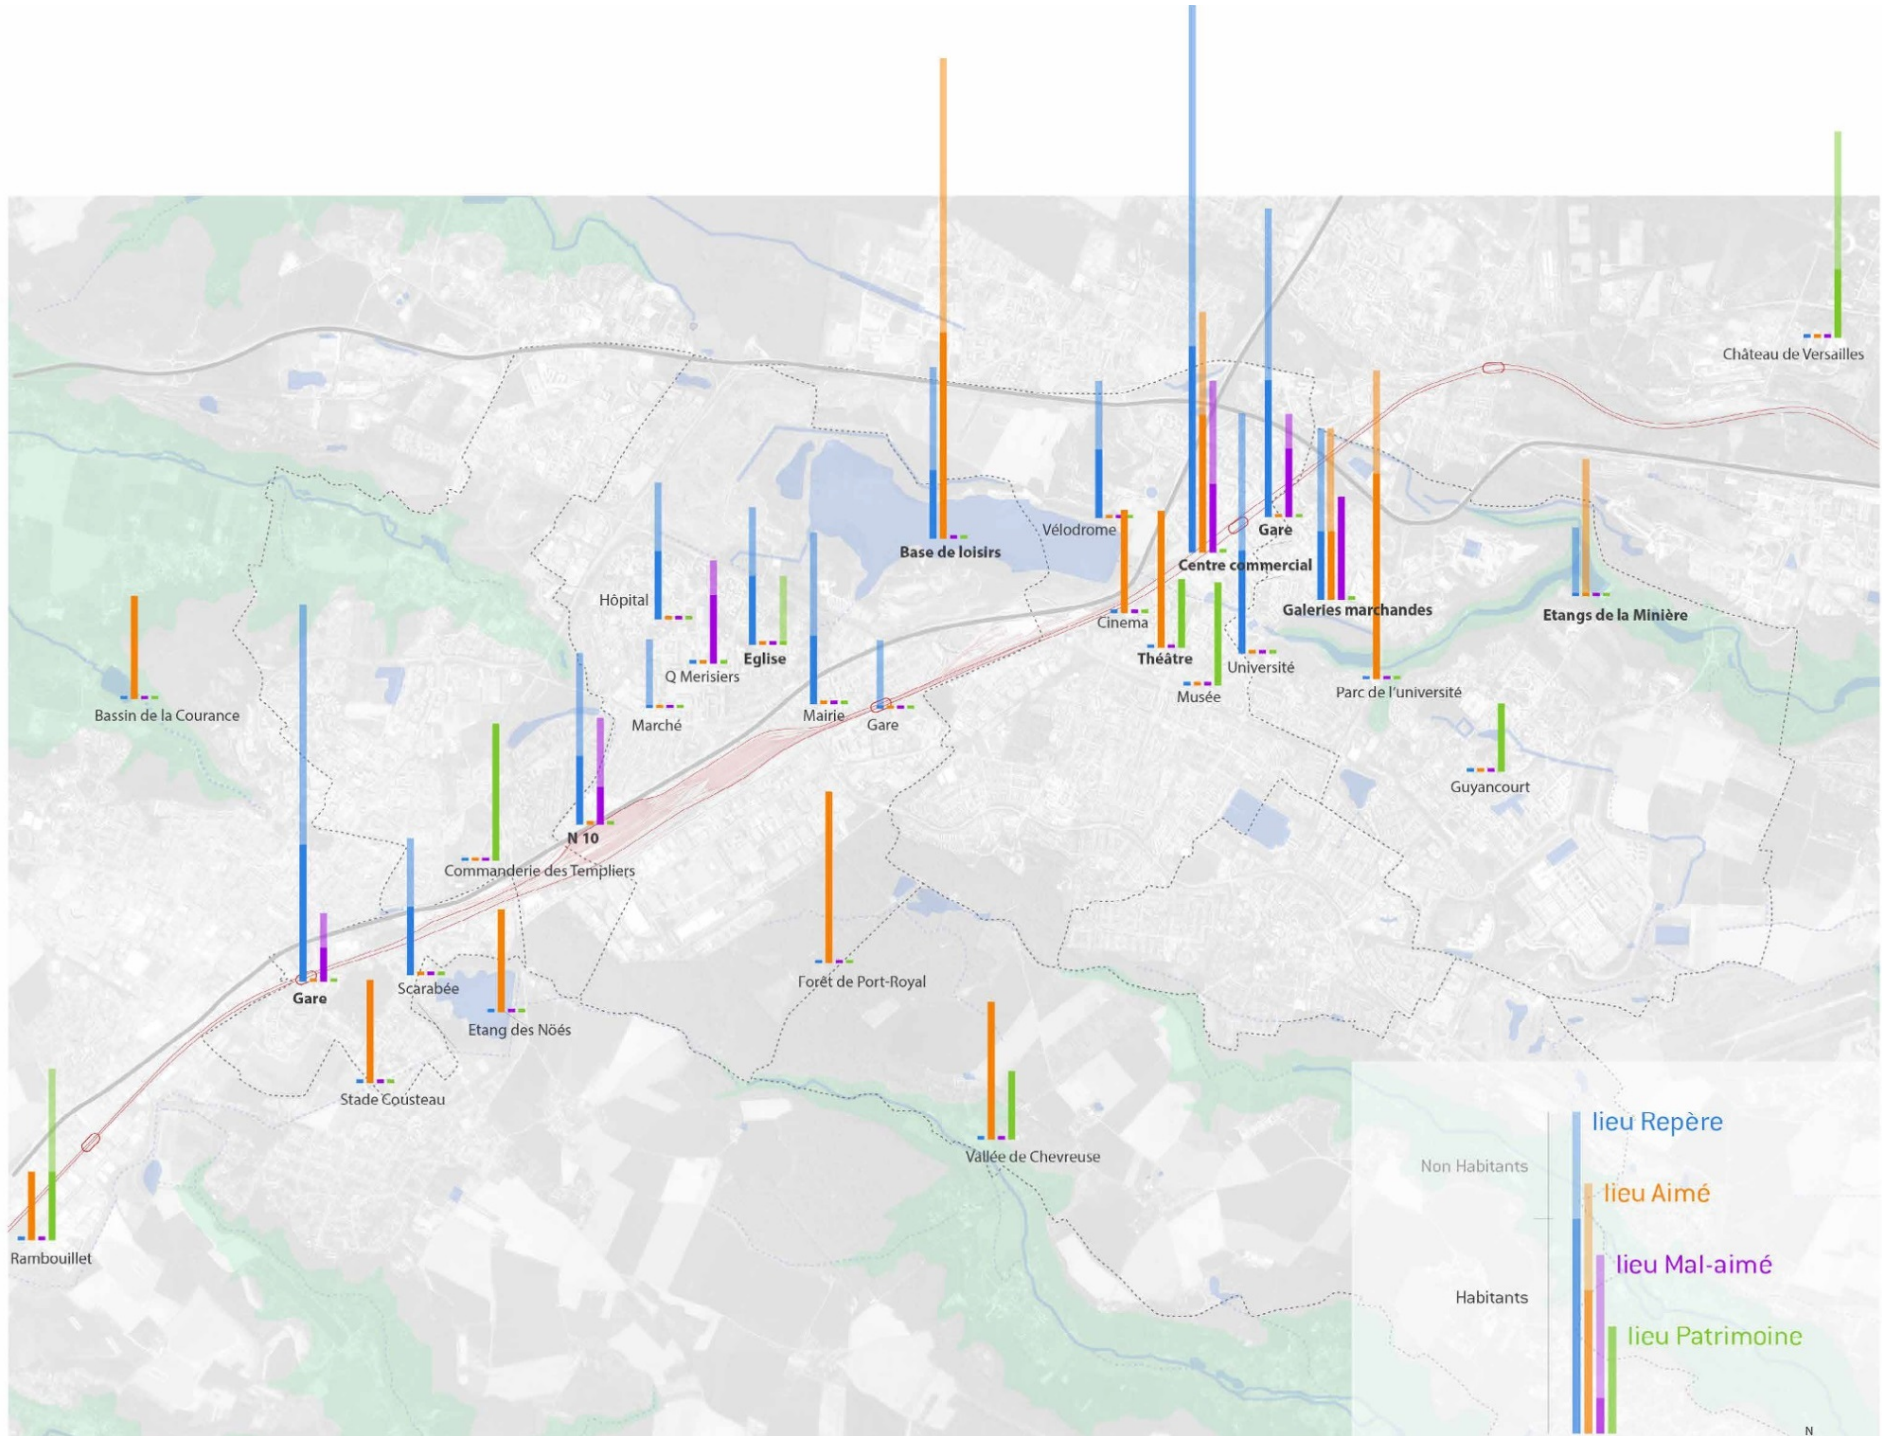 Château de Versailles
Vélodrome
Gare
Base de loisirs
Centre commercial
Hôpital
Cinema
Galeries marchandes
Etangs de la Minière
Eglise
Théâtre
Université
Q Merisiers
Musée
Parc de l'université
Bassin de la Courance
Marché
Mairie
Gare
Guyancourt
N 10
Commanderie des Templiers
Forêt de Port-Royal
Scarabée
Gare
Etang des Nöés
Stade Cousteau
Vallée de Chevreuse
Rambouillet
lieu Repère
Non Habitants
lieu Aimé
lieu Mal-aimé
Habitants
lieu Patrimoine
N